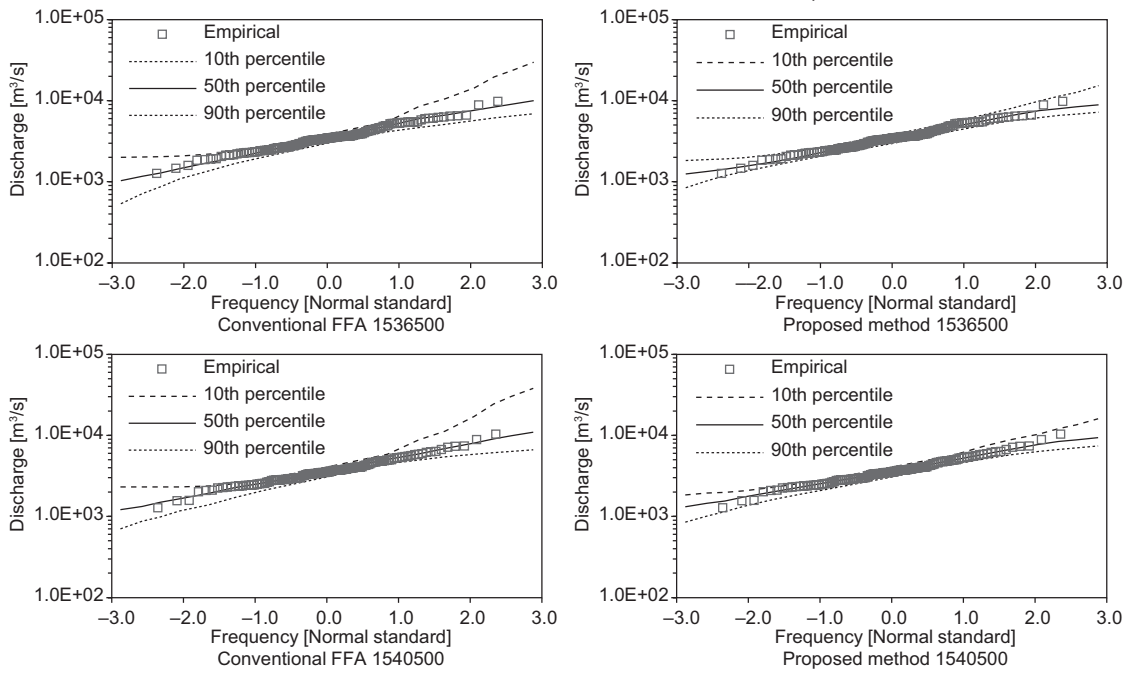 1.0E+05
Empirical
10th percentile
50th percentile
90th percentile
1.0E+04
1.0E+03
1.0E+02
Discharge [m³/s]
–3.0 –2.0 –1.0 0.0 1.0 2.0 3.0
Frequency [Normal standard]
Conventional FFA 1536500
1.0E+05
Empirical
10th percentile
50th percentile
90th percentile
1.0E+04
1.0E+03
1.0E+02
Discharge [m³/s]
–3.0 ––2.0 –1.0 0.0 1.0 2.0 3.0
Frequency [Normal standard]
Proposed method 1536500
1.0E+05
Empirical
10th percentile
50th percentile
90th percentile
1.0E+04
1.0E+03
1.0E+02
Discharge [m³/s]
–3.0 –2.0 –1.0 0.0 1.0 2.0 3.0
Frequency [Normal standard]
Conventional FFA 1540500
1.0E+05
Empirical
10th percentile
50th percentile
90th percentile
1.0E+04
1.0E+03
1.0E+02
Discharge [m³/s]
–3.0 –2.0 –1.0 0.0 1.0 2.0 3.0
Frequency [Normal standard]
Proposed method 1540500